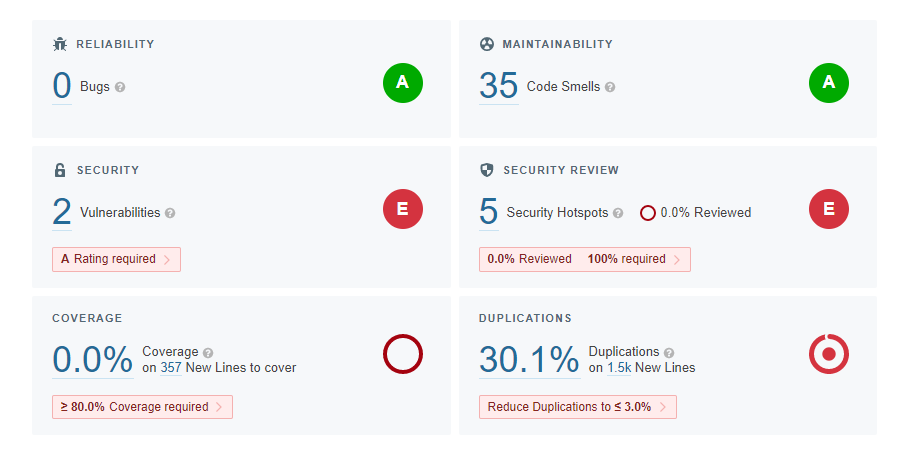 RELIABILITY
0 Bugs ?
A
MAINTAINABILITY
35 Code Smells ?
A
SECURITY
2 Vulnerabilities ?
E
A Rating required
SECURITY REVIEW
5 Security Hotspots ? 0.0% Reviewed
E
0.0% Reviewed 100% required
COVERAGE
0.0% Coverage ?
on 357 New Lines to cover
≥ 80.0% Coverage required
DUPLICATIONS
30.1% Duplications ?
on 1.5k New Lines
Reduce Duplications to ≤ 3.0%